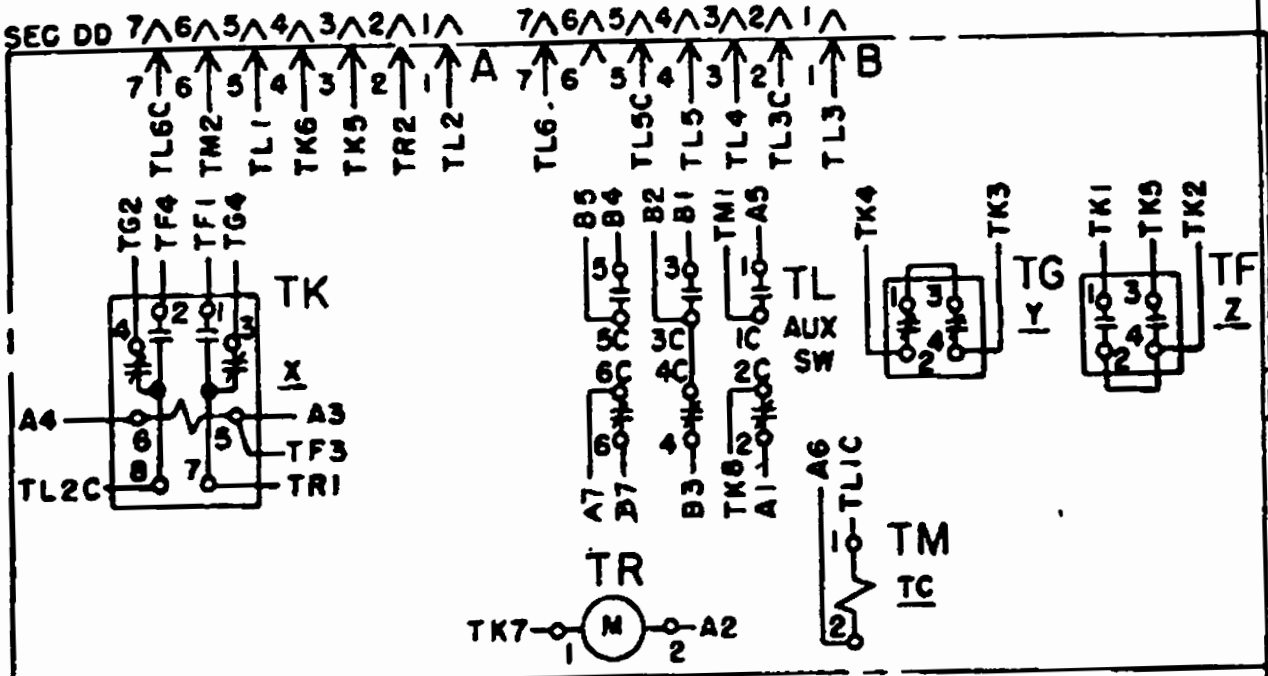 SEC DD 7 6 5 4 3 2 1 7 6 5 4 3 2 1
7 6 5 4 3 2 1 A 7 6 5 4 3 2 1 B
TL6C TM2 TL1 TK6 TK5 TR2 TL2 TL6. TL5C TL5 TL4 TL3C TL3
TG2 TF4 TF1 TG4 B5 B4 B2 B1 TM1 A5 TK4 TK3 TK1 TK5 TK2
TK TL TG TF
4 2 1 3 5 3 1 1 3 1 3
X AUX SW Y Z
5C 3C 1C 2 4 2 4
6C 4C 2C
A4 6 5 A3
TF3
TL2C 8 7 TR1
6 4 2
A7 B7 B3 TK8 A1 A6 TL1C
TR 1 TM
TC
TK7 1 M 2 A2 2